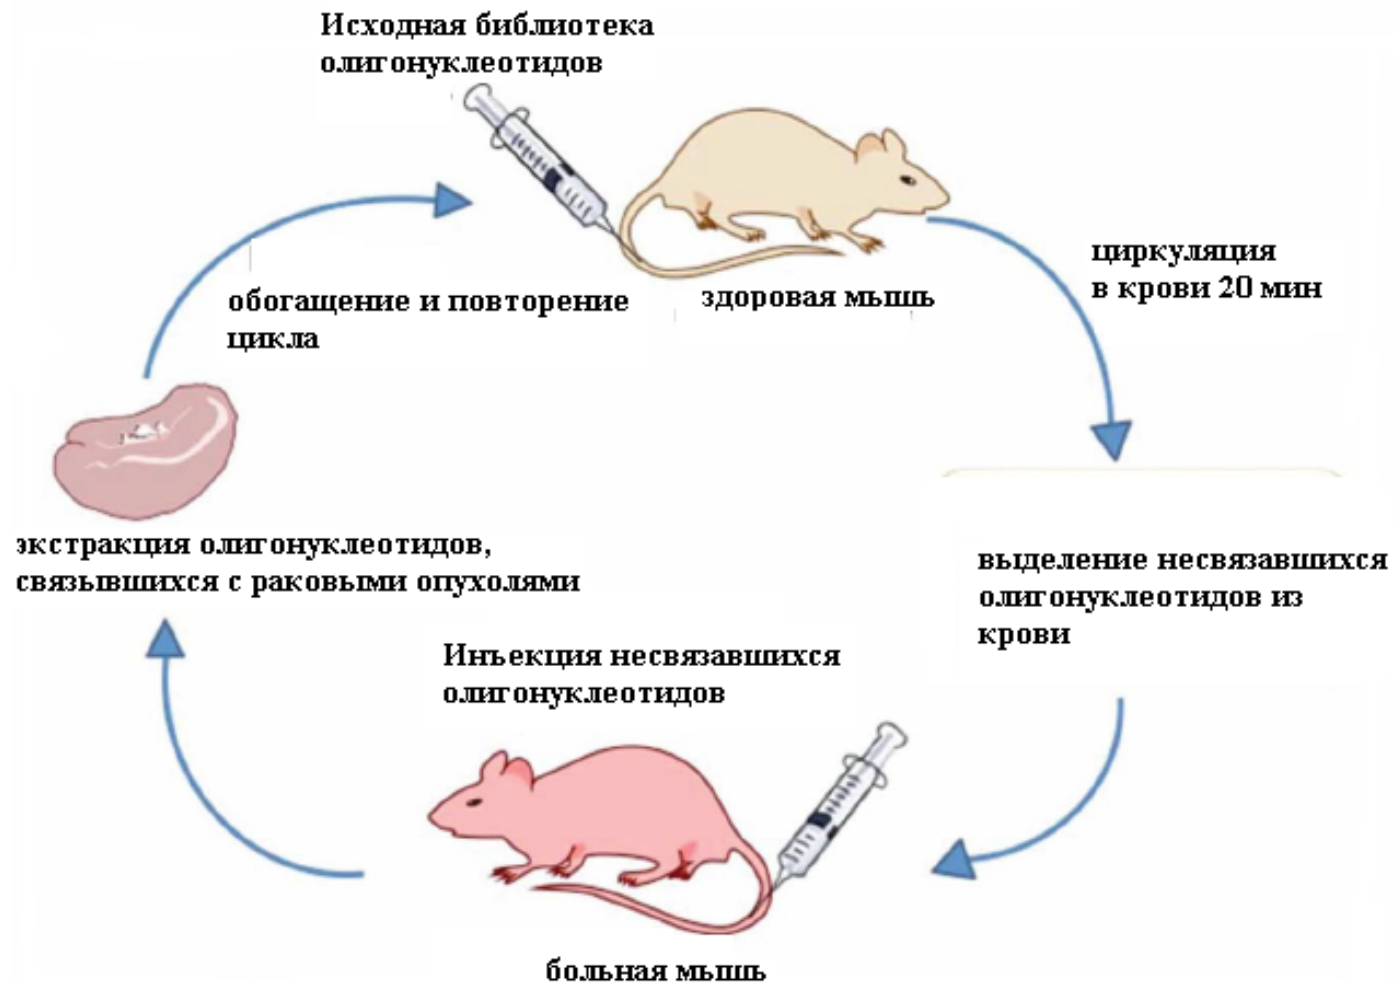 Исходная библиотека
олигонуклеотидов
циркуляция
в крови 20 мин
обогащение и повторение
цикла
здоровая мышь
экстракция олигонуклеотидов,
связывшихся с раковыми опухолями
выделение несвязавшихся
олигонуклеотидов из
крови
Инъекция несвязавшихся
олигонуклеотидов
больная мышь